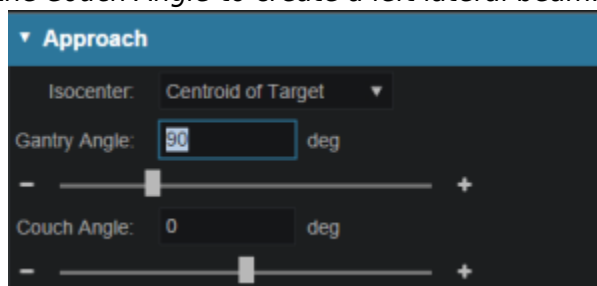 the Couch Angle to create a left lateral beam.
▼ Approach
Isocenter: Centroid of Target ▼
Gantry Angle: 90 deg
− +
Couch Angle: 0 deg
− +